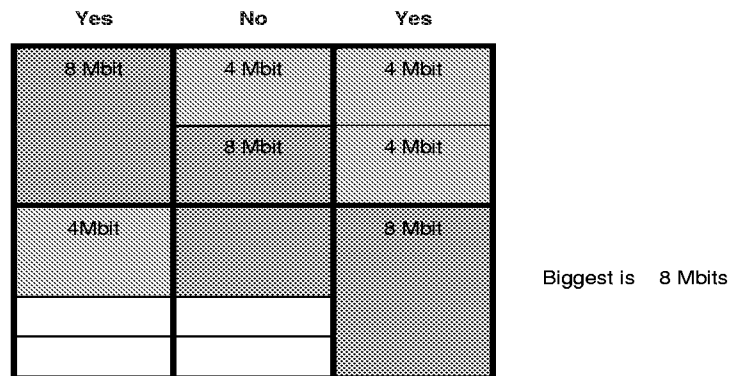 Yes No Yes
8 Mbit 4 Mbit 4 Mbit
8 Mbit 4 Mbit
4Mbit 8 Mbit
Biggest is 8 Mbits